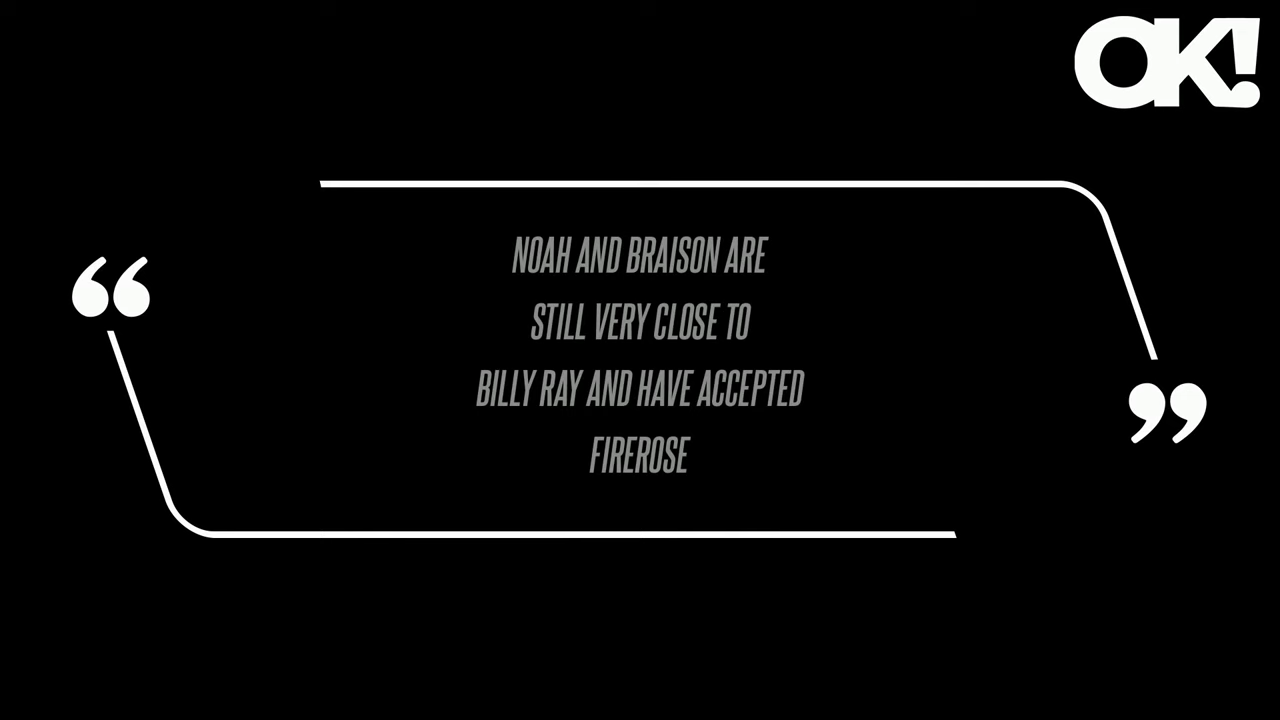 OK!
“
NOAH AND BRAISON ARE
STILL VERY CLOSE TO
BILLY RAY AND HAVE ACCEPTED
FIREROSE
”